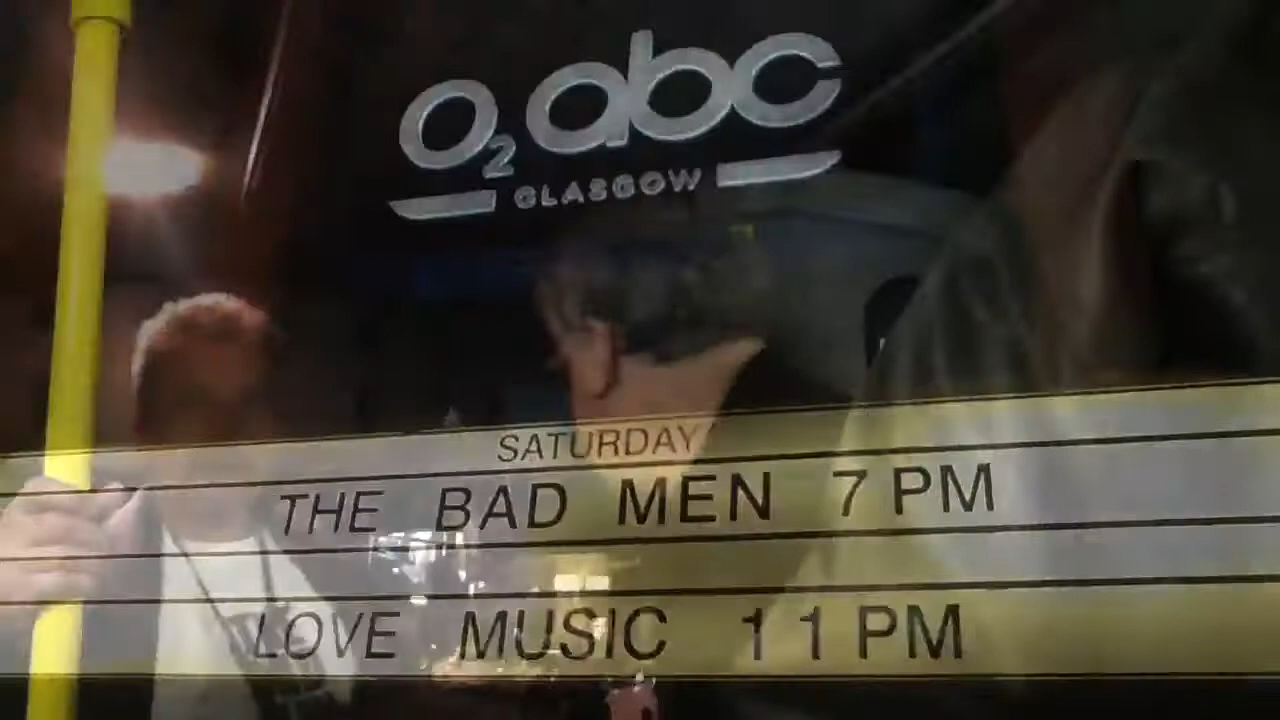 O2 abc
GLASGOW
SATURDAY
THE BAD MEN 7 PM
LOVE MUSIC 11 PM